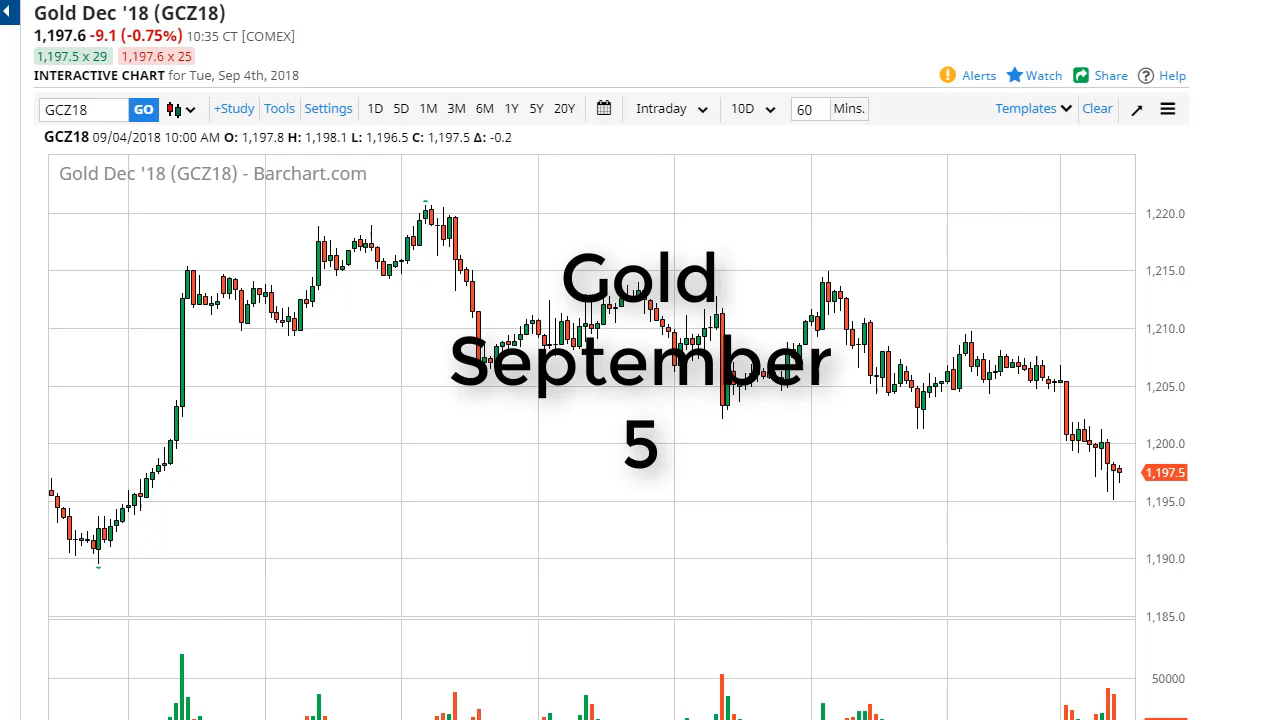 Gold Dec '18 (GCZ18)
1,197.6 -9.1 (-0.75%) 10:35 CT [COMEX]
1,197.5 x 29 1,197.6 x 25
INTERACTIVE CHART for Tue, Sep 4th, 2018
Alerts Watch Share Help
GCZ18 GO +Study Tools Settings 1D 5D 1M 3M 6M 1Y 5Y 20Y Intraday 10D 60 Mins. Templates Clear
GCZ18 09/04/2018 10:00 AM O: 1,197.8 H: 1,198.1 L: 1,196.5 C: 1,197.5 Δ: -0.2
Gold Dec '18 (GCZ18) - Barchart.com
1,220.0
1,215.0
1,210.0
1,205.0
1,200.0
1,197.5
1,195.0
1,190.0
1,185.0
50000
Gold
September
5